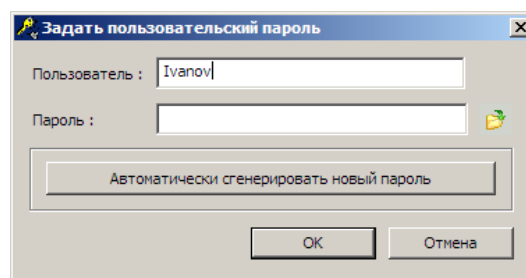 Задать пользовательский пароль
Пользователь : Ivanov
Пароль :
Автоматически сгенерировать новый пароль
OK Отмена